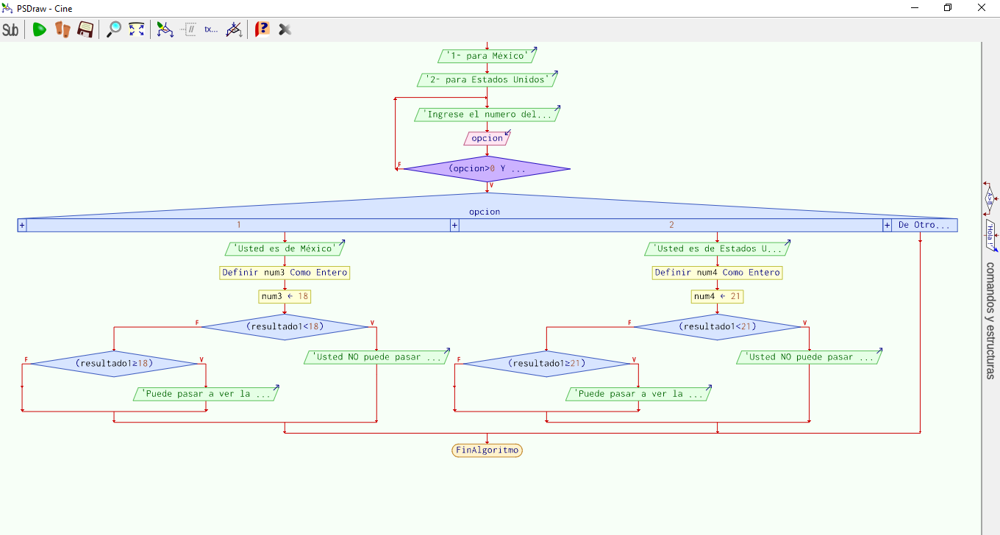 PSDraw - Cine
Sub
tx...
?
'1- para México'
'2- para Estados Unidos'
'Ingrese el numero del...
opcion
F
(opcion>0 Y ...
V
opcion
+ 1 + 2 + De Otro...
'Usted es de México'
'Usted es de Estados U...
Definir num3 Como Entero
Definir num4 Como Entero
num3 ← 18
num4 ← 21
F (resultado1<18) V
F (resultado1<21) V
'Usted NO puede pasar ...
'Usted NO puede pasar ...
F (resultado1≥18) V
F (resultado1≥21) V
'Puede pasar a ver la ...
'Puede pasar a ver la ...
FinAlgoritmo
A>B
'Hola !'
comandos y estructuras